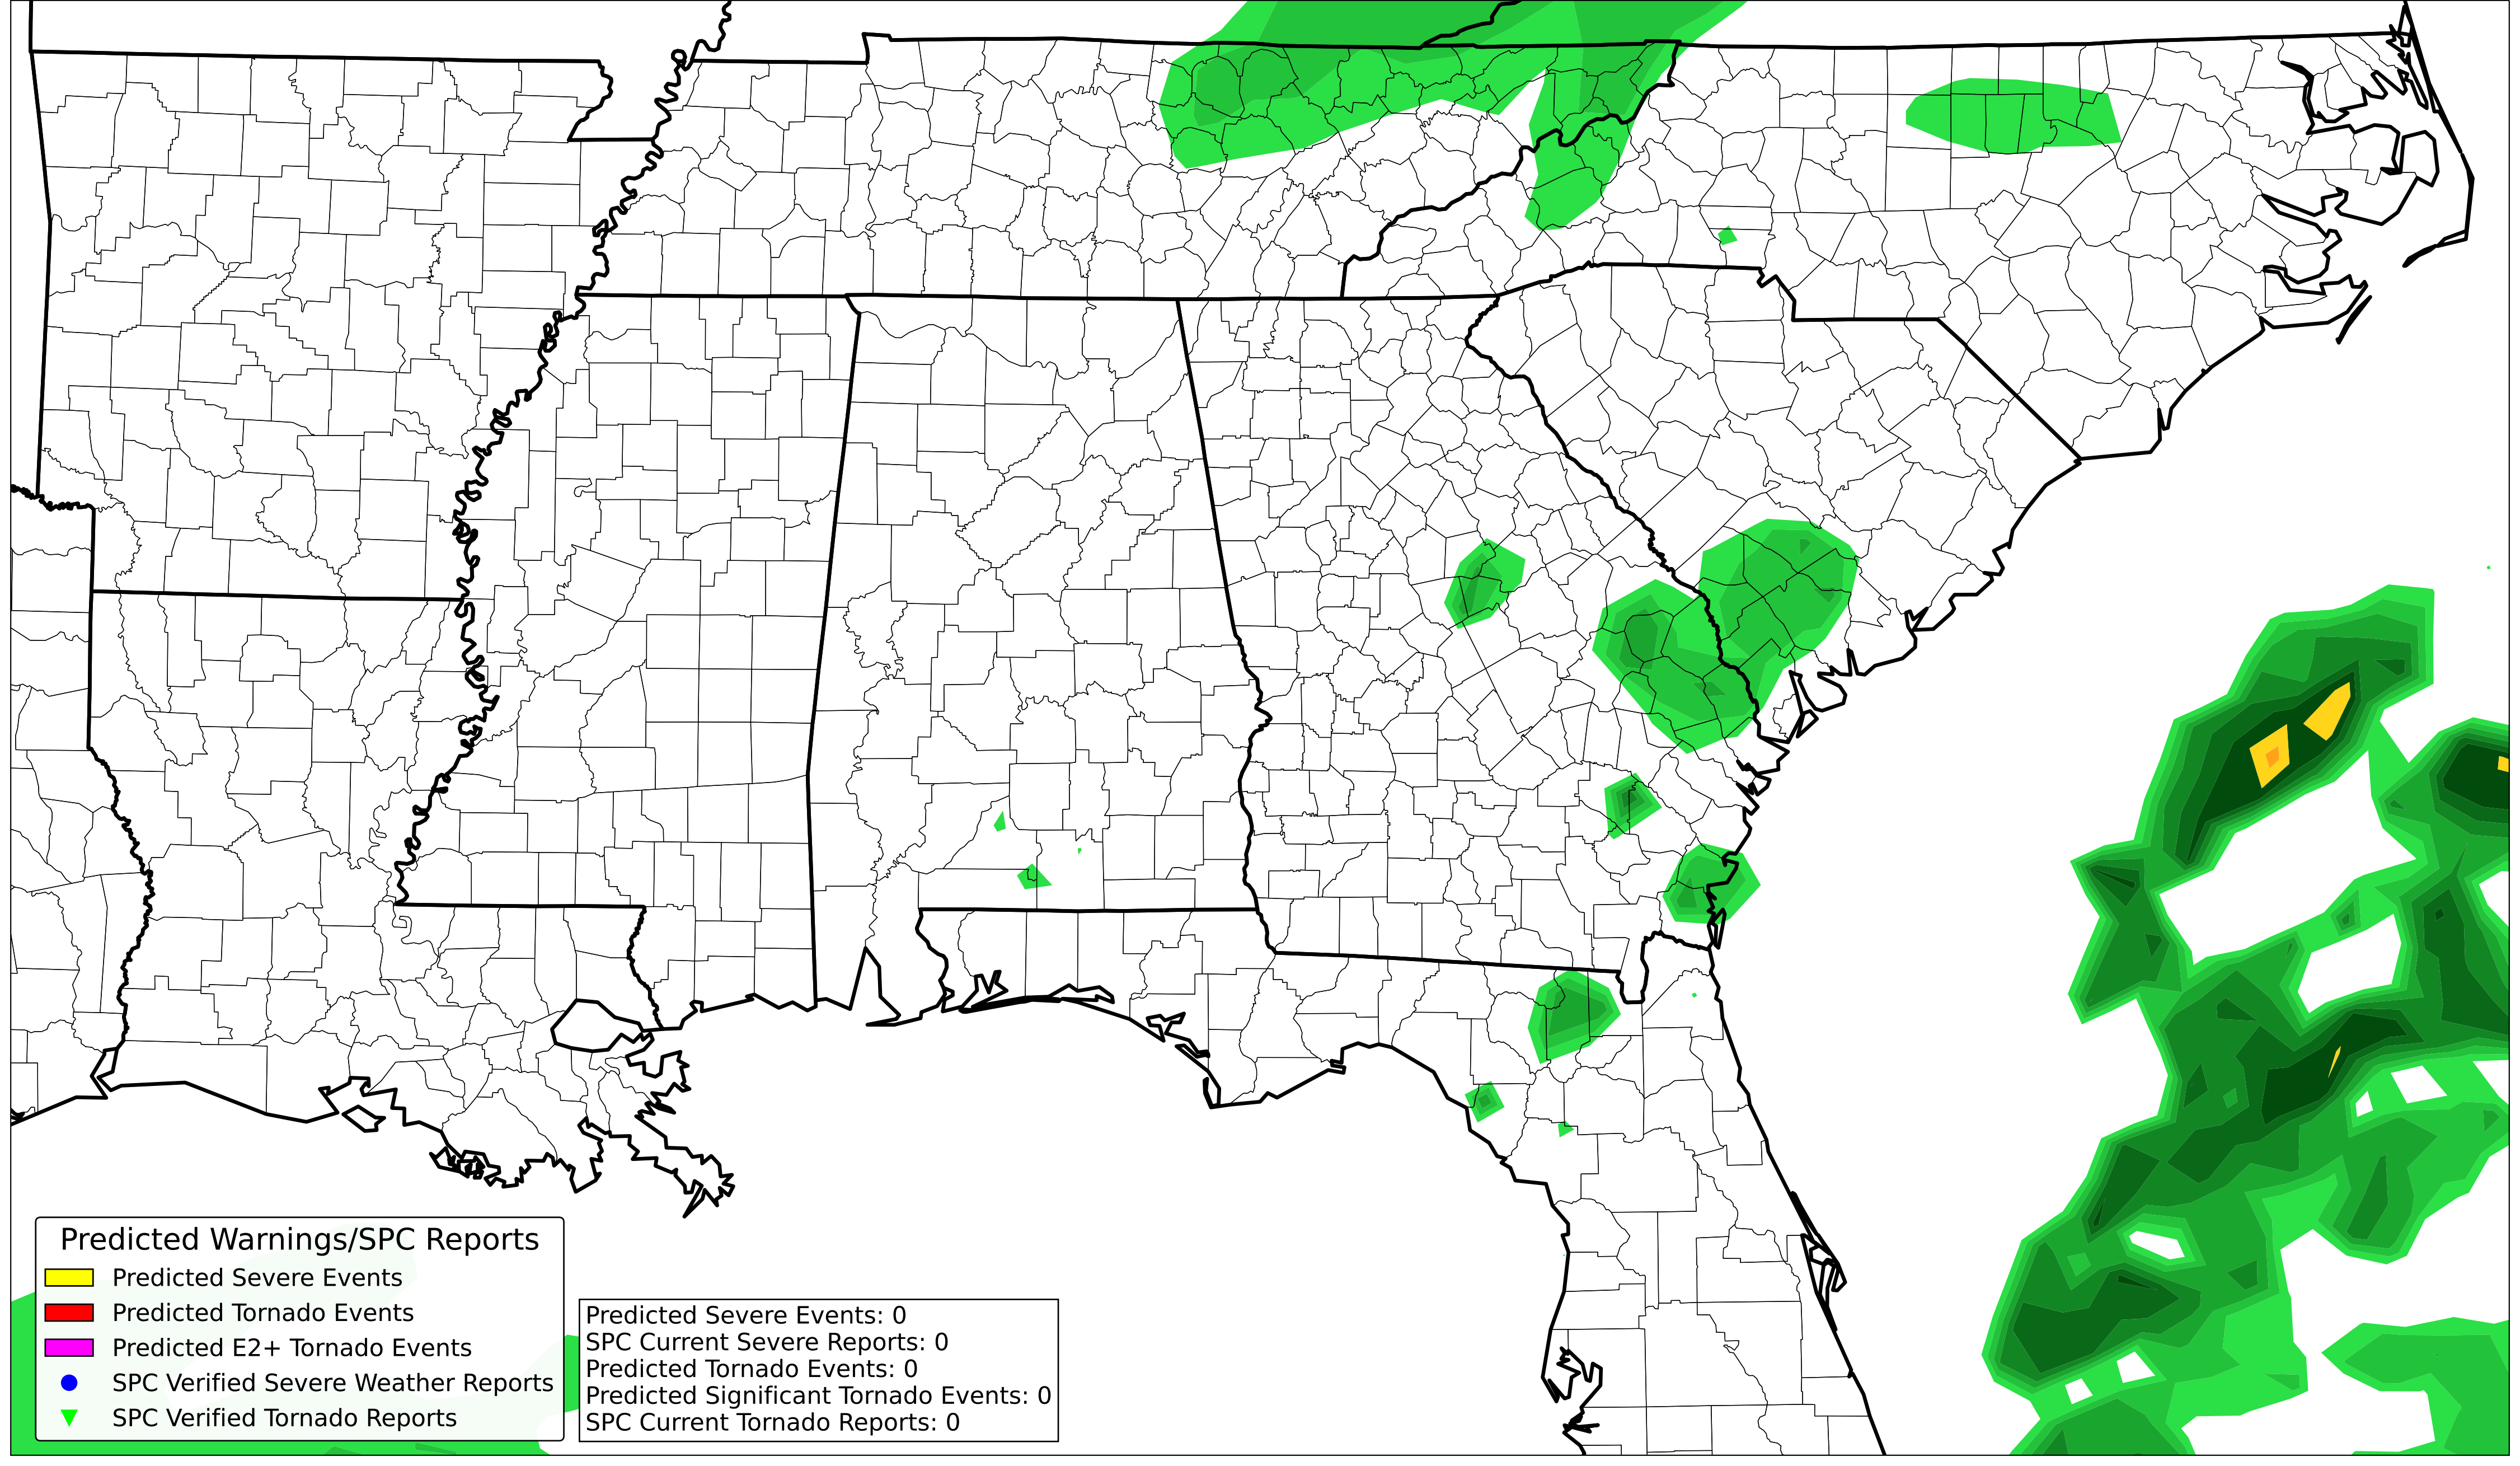 Predicted Warnings/SPC Reports
Predicted Severe Events
Predicted Tornado Events
Predicted E2+ Tornado Events
SPC Verified Severe Weather Reports
SPC Verified Tornado Reports
Predicted Severe Events: 0
SPC Current Severe Reports: 0
Predicted Tornado Events: 0
Predicted Significant Tornado Events: 0
SPC Current Tornado Reports: 0